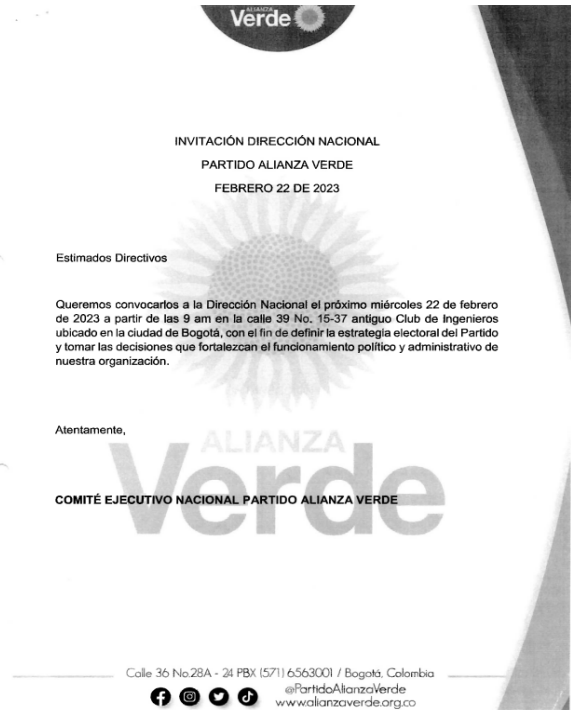 ALIANZA
Verde
INVITACIÓN DIRECCIÓN NACIONAL
PARTIDO ALIANZA VERDE
FEBRERO 22 DE 2023
Estimados Directivos
Queremos convocarlos a la Dirección Nacional el próximo miércoles 22 de febrero
de 2023 a partir de las 9 am en la calle 39 No. 15-37 antiguo Club de Ingenieros
ubicado en la ciudad de Bogotá, con el fin de definir la estrategia electoral del Partido
y tomar las decisiones que fortalezcan el funcionamiento político y administrativo de
nuestra organización.
Atentamente,
ALIANZA
Verde
COMITÉ EJECUTIVO NACIONAL PARTIDO ALIANZA VERDE
Calle 36 No.28A - 24 PBX (571) 6563001 / Bogotá, Colombia
@PartidoAlianzaVerde
www.alianzaverde.org.co